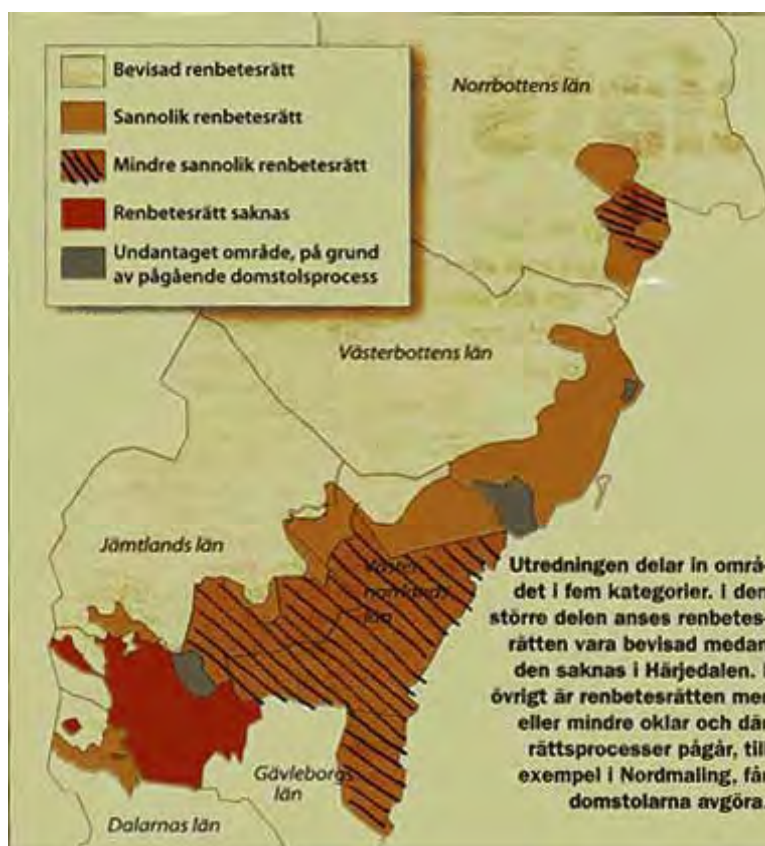 Bevisad renbetesrätt
Sannolik renbetesrätt
Mindre sannolik renbetesrätt
Renbetesrätt saknas
Undantaget område, på grund
av pågående domstolsprocess
Norrbottens län
Västerbottens län
Jämtlands län
Väster
norrlands
län
Gävleborgs
län
Dalarnas län
Utredningen delar in områ-
det i fem kategorier. I den
större delen anses renbetes-
rätten vara bevisad medan
den saknas i Härjedalen. I
övrigt är renbetesrätten mer
eller mindre oklar och där
rättsprocesser pågår, till
exempel i Nordmaling, får
domstolarna avgöra.